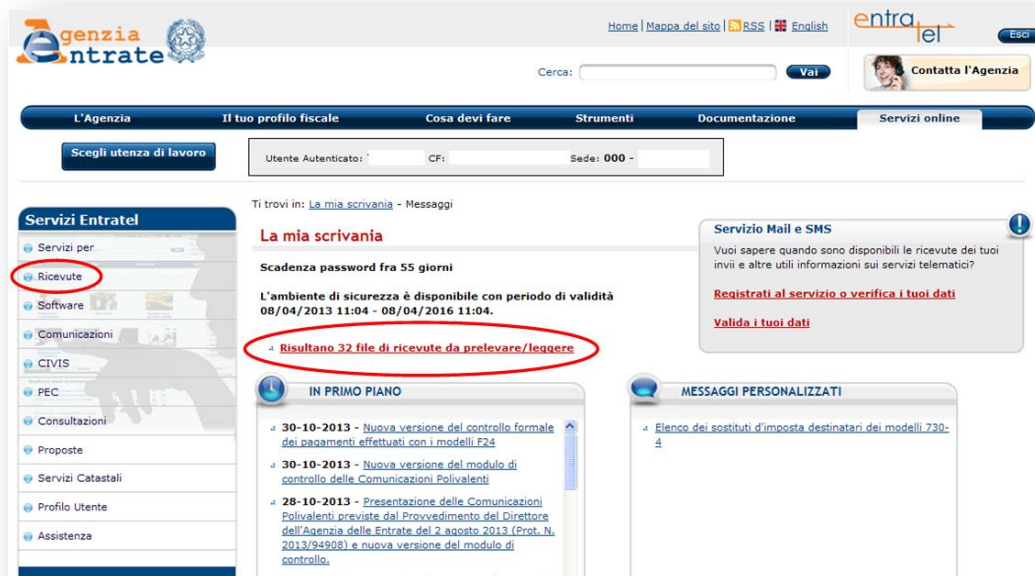 Agenzia
Entrate
Home | Mappa del sito | RSS | English
entratel
Esci
Cerca:
Vai
Contatta l'Agenzia
L'Agenzia
Il tuo profilo fiscale
Cosa devi fare
Strumenti
Documentazione
Servizi online
Scegli utenza di lavoro
Utente Autenticato:
CF:
Sede: 000 -
Ti trovi in: La mia scrivania - Messaggi
Servizi Entratel
Servizi per
Ricevute
Software
Comunicazioni
CIVIS
PEC
Consultazioni
Proposte
Servizi Catastali
Profilo Utente
Assistenza
La mia scrivania
Scadenza password fra 55 giorni
L'ambiente di sicurezza è disponibile con periodo di validità
08/04/2013 11:04 - 08/04/2016 11:04.
Risultano 32 file di ricevute da prelevare/leggere
Servizio Mail e SMS
Vuoi sapere quando sono disponibili le ricevute dei tuoi
invii e altre utili informazioni sui servizi telematici?
Registrati al servizio o verifica i tuoi dati
Valida i tuoi dati
IN PRIMO PIANO
30-10-2013 - Nuova versione del controllo formale
dei pagamenti effettuati con i modelli F24
30-10-2013 - Nuova versione del modulo di
controllo delle Comunicazioni Polivalenti
28-10-2013 - Presentazione delle Comunicazioni
Polivalenti previste dal Provvedimento del Direttore
dell'Agenzia delle Entrate del 2 agosto 2013 (Prot. N.
2013/94908) e nuova versione del modulo di
controllo.
MESSAGGI PERSONALIZZATI
Elenco dei sostituti d'imposta destinatari dei modelli 730-
4